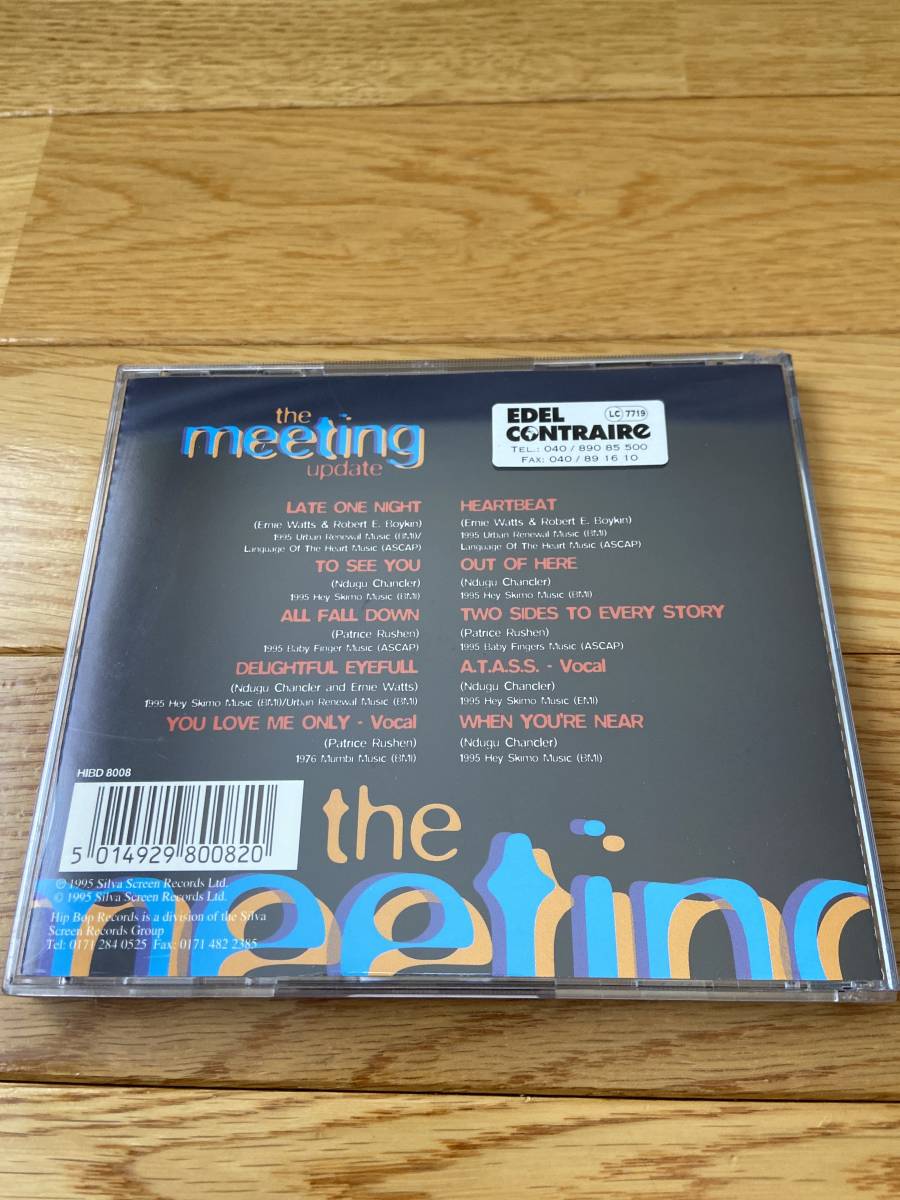 the
meeting
update
EDEL
CONTRAIRE
LC 7719
TEL.: 040 / 890 85 500
FAX: 040 / 89 16 10
LATE ONE NIGHT
(Ernie Watts & Robert E. Boykin)
1995 Urban Renewal Music (BMI)/
Language Of The Heart Music (ASCAP)
TO SEE YOU
(Ndugu Chancler)
1995 Hey Skimo Music (BMI)
ALL FALL DOWN
(Patrice Rushen)
1995 Baby Finger Music (ASCAP)
DELIGHTFUL EYEFULL
(Ndugu Chancler and Ernie Watts)
1995 Hey Skimo Music (BMI)/Urban Renewal Music (BMI)
YOU LOVE ME ONLY - Vocal
(Patrice Rushen)
1976 Mumbi Music (BMI)
HEARTBEAT
(Ernie Watts & Robert E. Boykin)
1995 Urban Renewal Music (BMI)
Language Of The Heart Music (ASCAP)
OUT OF HERE
(Ndugu Chancler)
1995 Hey Skimo Music (BMI)
TWO SIDES TO EVERY STORY
(Patrice Rushen)
1995 Baby Fingers Music (ASCAP)
A.T.A.S.S. - Vocal
(Ndugu Chancler)
1995 Hey Skimo Music (EMI)
WHEN YOU'RE NEAR
(Ndugu Chancler)
1995 Hey Skimo Music (BMI)
HIBD 8008
5 014929 800820
℗ 1995 Silva Screen Records Ltd.
© 1995 Silva Screen Records Ltd.
Hip Bop Records is a division of the Silva
Screen Records Group
Tel: 0171 284 0525 Fax: 0171 482 2385
the
meeting